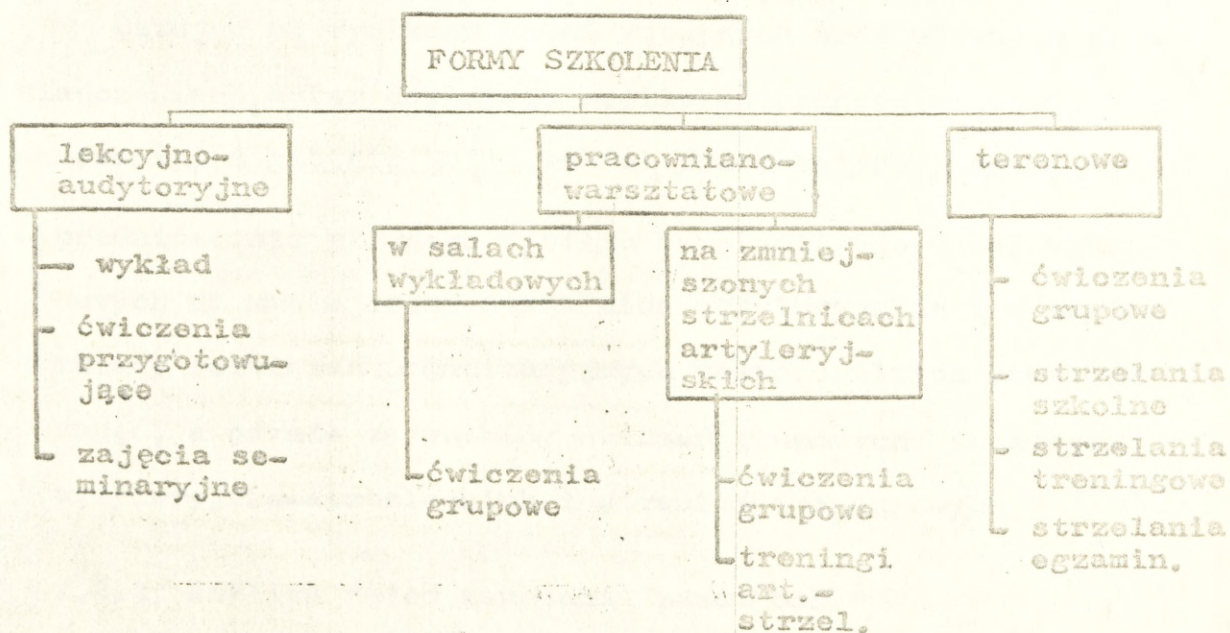 FORMY SZKOLENIA
lekcyjno-
audytoryjne
wykład
ćwiczenia
przygotowu-
jące
zajęcia se-
minaryjne
pracowniano-
warsztatowe
w salach
wykładowych
ćwiczenia
grupowe
na zmniej-
szonych
strzelnicach
artyleryj-
skich
ćwiczenia
grupowe
treningi
art.-
strzel.
terenowe
ćwiczenia
grupowe
strzelania
szkolne
strzelania
treningowe
strzelania
egzamin.